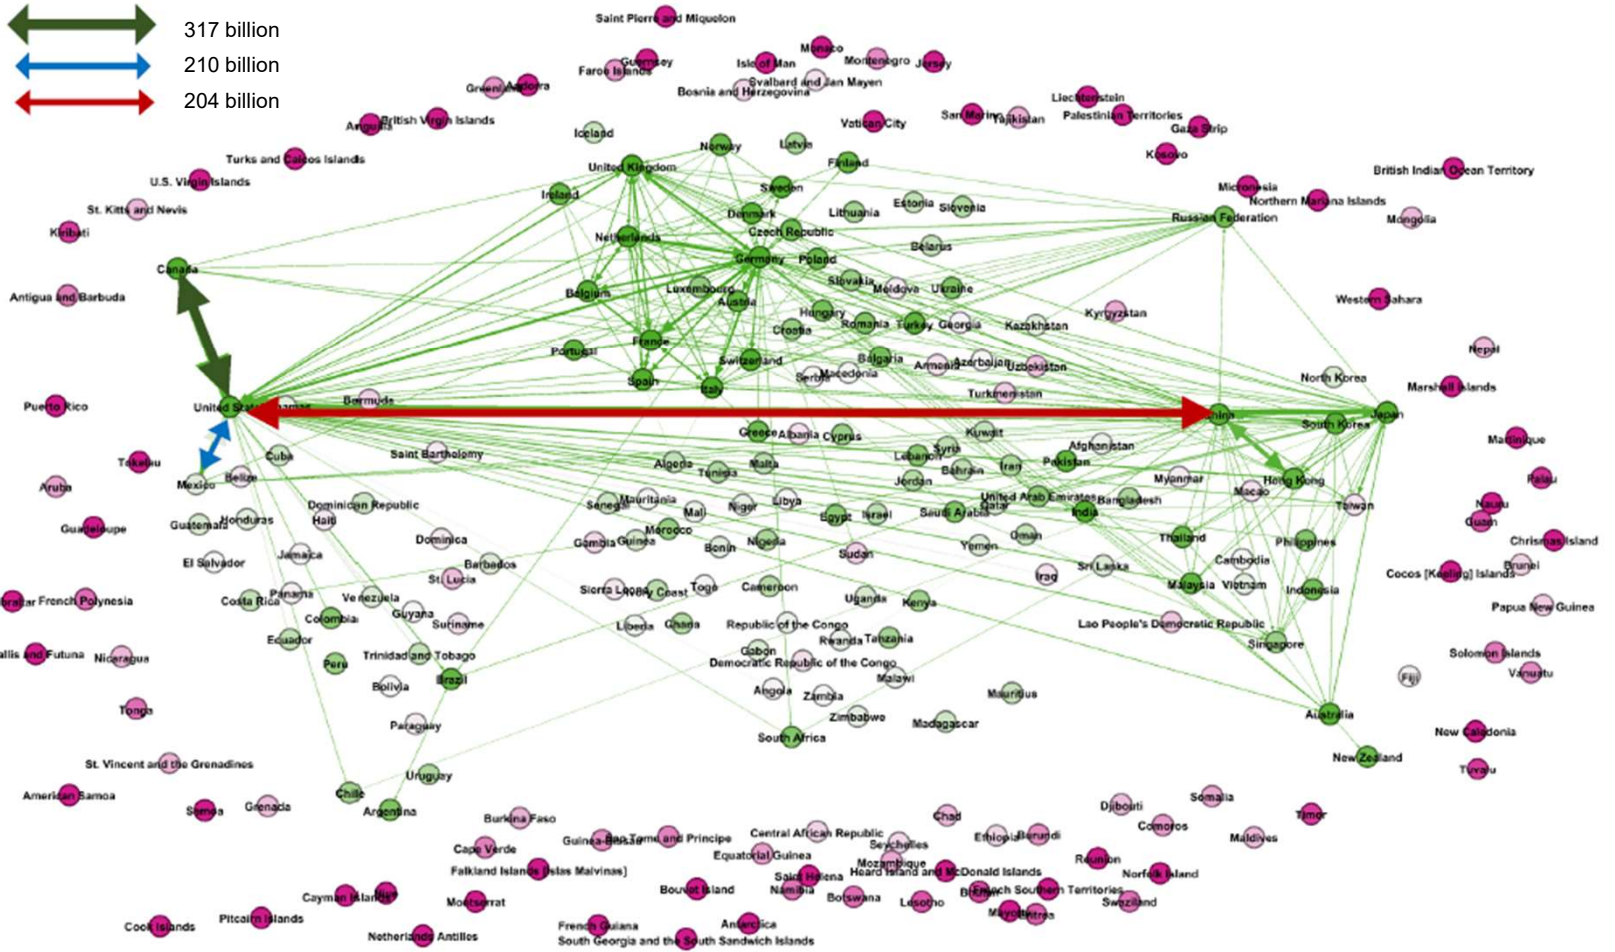 317 billion
210 billion
204 billion
Saint Pierre and Miquelon
Monaco
Guernsey
Isle of Man
Montenegro
Jersey
Faroe Islands
Svalbard and Jan Mayen
Greenland
Andorra
Bosnia and Herzegovina
Liechtenstein
Anguilla
British Virgin Islands
Vatican City
San Marino
Tajikistan
Palestinian Territories
Gaza Strip
Iceland
Norway
Latvia
Kosovo
Turks and Caicos Islands
United Kingdom
Finland
British Indian Ocean Territory
U.S. Virgin Islands
Ireland
Sweden
Micronesia
Northern Mariana Islands
St. Kitts and Nevis
Denmark
Lithuania
Estonia
Slovenia
Russian Federation
Mongolia
Kiribati
Netherlands
Czech Republic
Belarus
Canada
Germany
Poland
Antigua and Barbuda
Belgium
Luxembourg
Austria
Slovakia
Moldova
Ukraine
Western Sahara
Hungary
Kyrgyzstan
Croatia
Romania
Turkey
Georgia
Kazakhstan
France
Portugal
Switzerland
Bulgaria
Armenia
Azerbaijan
Uzbekistan
Nepal
Spain
Italy
Serbia
Macedonia
North Korea
Marshall Islands
Turkmenistan
Puerto Rico
United Sta
amas
Bermuda
hina
South Korea
Japan
Greece
Albania
Cyprus
Kuwait
Martinique
Tokelau
Cuba
Saint Bartholomy
Lebanon
Syria
Afghanistan
Algeria
Tunisia
Malta
Bahrain
Iran
Pakistan
Aruba
Mexico
Belize
Jordan
Myanmar
Macao
Hong Kong
Palau
Dominican Republic
Senegal
Mauritania
Mali
Niger
Libya
United Arab Emirates
Qatar
Bangladesh
Taiwan
Nauru
Guadeloupe
Guatemala
Honduras
Haiti
Egypt
Israel
Saudi Arabia
India
Guam
El Salvador
Jamaica
Dominica
Gambia
Guinea
Morocco
Benin
Nigeria
Sudan
Yemen
Oman
Thailand
Philippines
Chrismas Island
Barbados
St. Lucia
Iraq
Sri Lanka
Cambodia
Brunei
Cocos [Keeling] Islands
braltar
French Polynesia
Costa Rica
Panama
Venezuela
Sierra Leone
Ivory Coast
Togo
Cameroon
Uganda
Kenya
Malaysia
Vietnam
Indonesia
Papua New Guinea
Colombia
Guyana
Suriname
Liberia
Ghana
Republic of the Congo
Lao People's Democratic Republic
Ecuador
Rwanda
Tanzania
Singapore
allis and Futuna
Nicaragua
Peru
Trinidad and Tobago
Gabon
Democratic Republic of the Congo
Solomon Islands
Brazil
Bolivia
Angola
Zambia
Malawi
Mauritius
Fiji
Vanuatu
Tonga
Paraguay
Zimbabwe
Madagascar
Australia
South Africa
New Caledonia
St. Vincent and the Grenadines
Uruguay
New Zealand
Tuvalu
American Samoa
Samoa
Grenada
Chile
Argentina
Burkina Faso
Chad
Djibouti
Somalia
Timor
Guinea-Bissau
Sao Tome and Principe
Central African Republic
Seychelles
Ethiopia
Burundi
Comoros
Maldives
Cape Verde
Equatorial Guinea
Mozambique
Falkland Islands [Islas Malvinas]
Saint Helena
Heard Island and McDonald Islands
Reunion
Norfolk Island
Cayman Islands
Niue
Montserrat
Bouvet Island
Namibia
Botswana
Lesotho
Bhutan
French Southern Territories
Swaziland
Mayotte
Eritrea
Cook Islands
Pitcairn Islands
Netherlands Antilles
French Guiana
Antarctica
South Georgia and the South Sandwich Islands